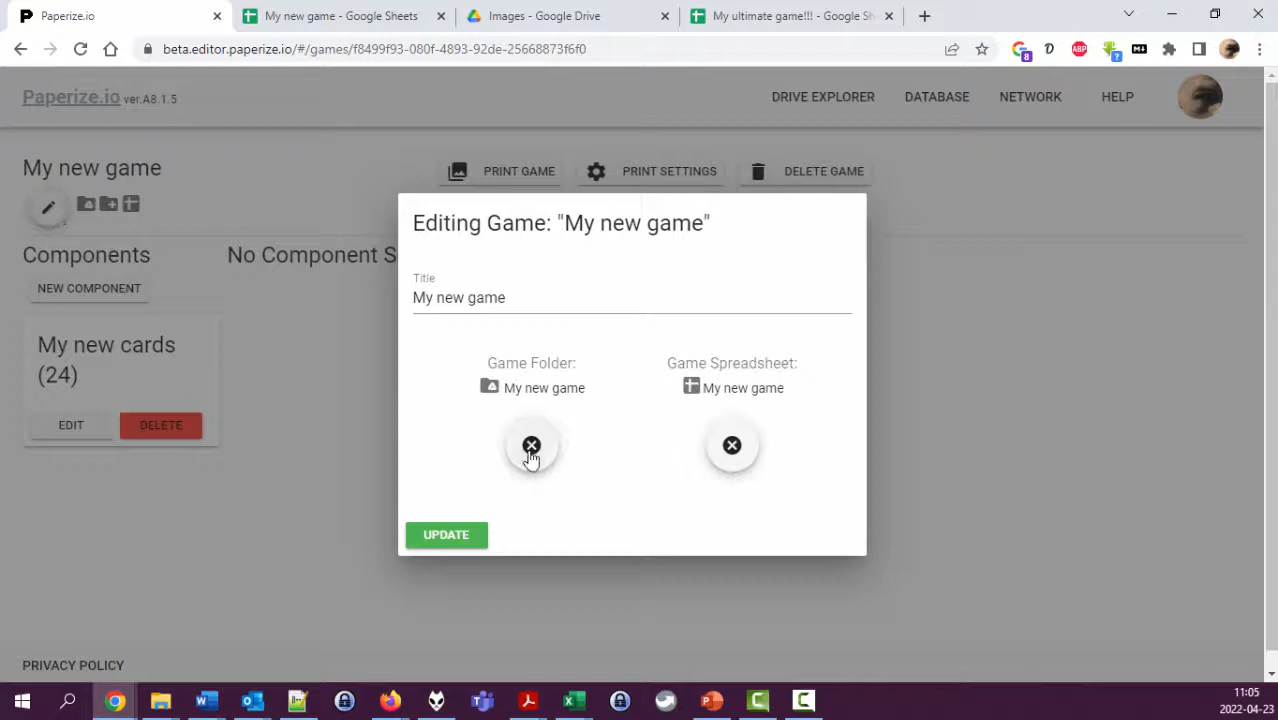 Paperize.io
My new game - Google Sheets
Images - Google Drive
My ultimate game!!! - Google Sh
beta.editor.paperize.io/#/games/f8499f93-080f-4893-92de-25668873f6f0
8
ABP
?
Paperize.io ver.A8.1.5
DRIVE EXPLORER
DATABASE
NETWORK
HELP
My new game
PRINT GAME
PRINT SETTINGS
DELETE GAME
Components
No Component S
NEW COMPONENT
My new cards
(24)
EDIT
DELETE
Editing Game: "My new game"
Title
My new game
Game Folder:
Game Spreadsheet:
My new game
My new game
UPDATE
PRIVACY POLICY
11:05
2022-04-23